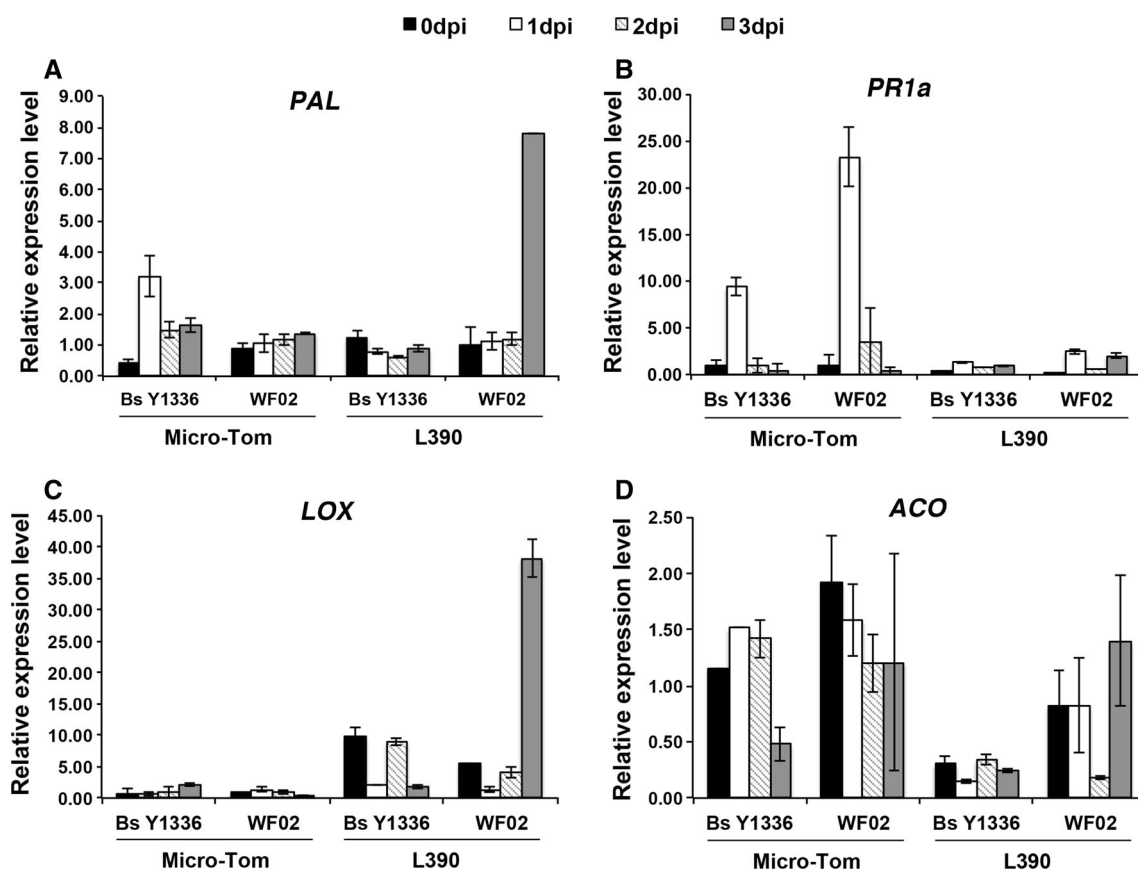 0dpi 1dpi 2dpi 3dpi
A
PAL
Relative expression level
9.00
8.00
7.00
6.00
5.00
4.00
3.00
2.00
1.00
0.00
Bs Y1336 WF02 Bs Y1336 WF02
Micro-Tom L390
B
PR1a
Relative expression level
30.00
25.00
20.00
15.00
10.00
5.00
0.00
Bs Y1336 WF02 Bs Y1336 WF02
Micro-Tom L390
C
LOX
Relative expression level
45.00
40.00
35.00
30.00
25.00
20.00
15.00
10.00
5.00
0.00
Bs Y1336 WF02 Bs Y1336 WF02
Micro-Tom L390
D
ACO
Relative expression level
2.50
2.00
1.50
1.00
0.50
0.00
Bs Y1336 WF02 Bs Y1336 WF02
Micro-Tom L390